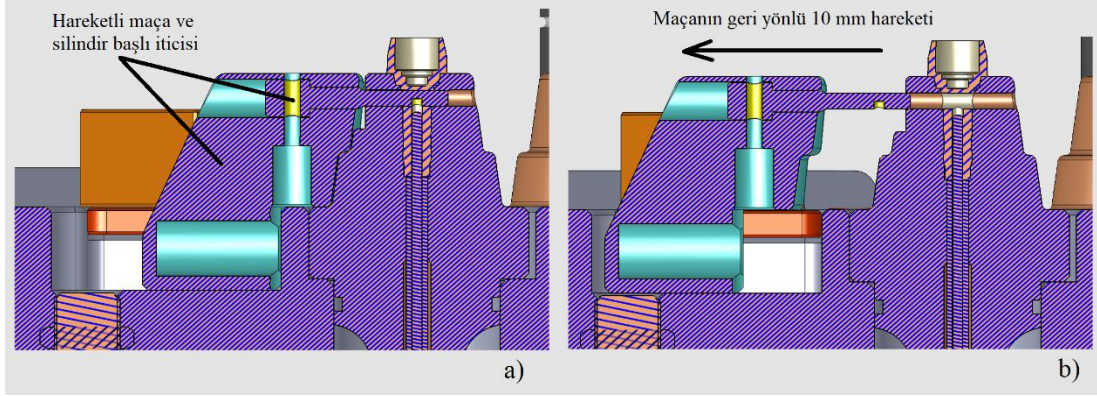 Hareketli maça ve
silindir başlı iticisi
Maçanın geri yönlü 10 mm hareketi
a)
b)